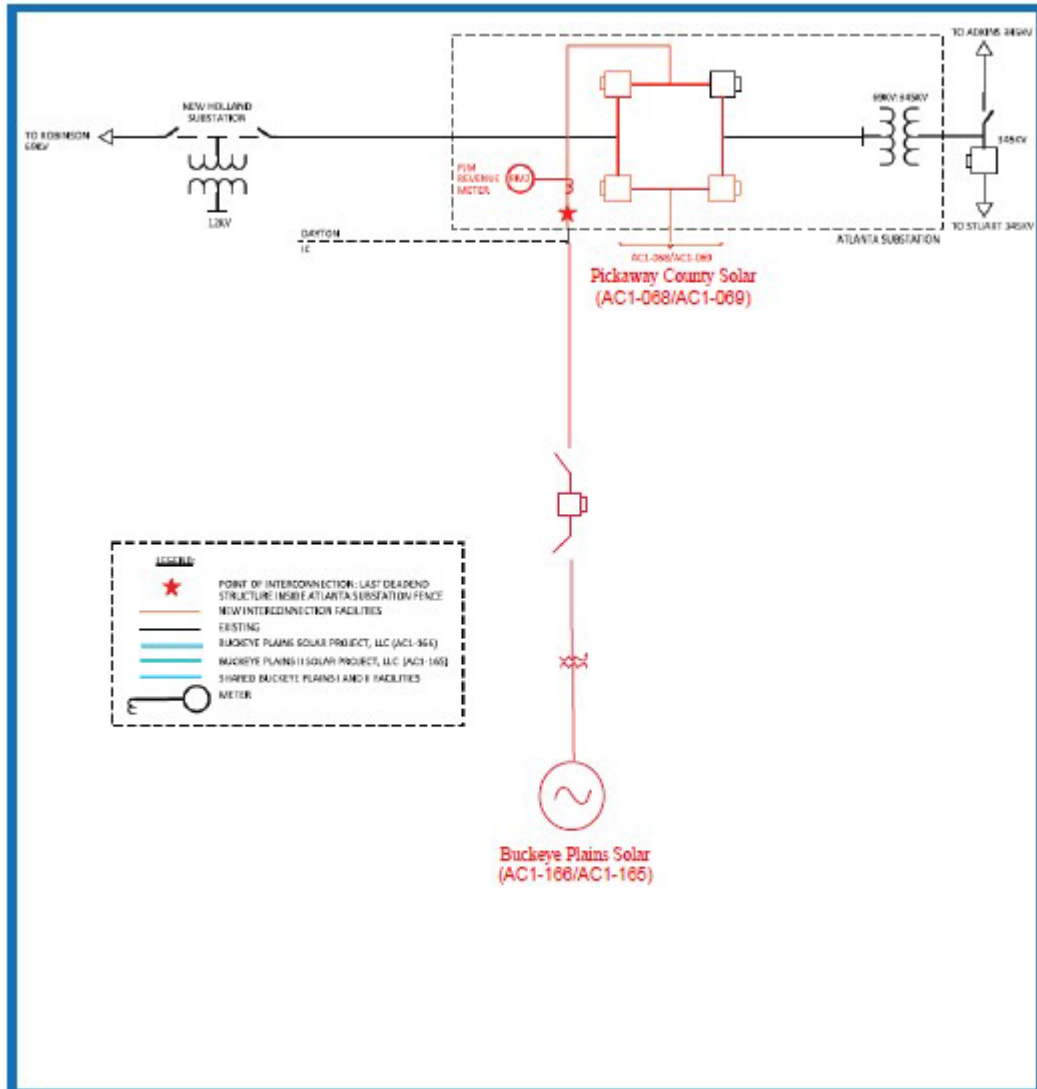 TO ADKINS 345KV
NEW HOLLAND
SUBSTATION
69KV:345KV
TO ROBINSON
69KV
345KV
PJM
REVENUE
METER
12KV
TO STUART 345KV
DAYTON
IC
ATLANTA SUBSTATION
AC1-068/AC1-069
Pickaway County Solar
(AC1-068/AC1-069)
LEGEND:
POINT OF INTERCONNECTION: LAST DEADEND
STRUCTURE INSIDE ATLANTA SUBSTATION FENCE
NEW INTERCONNECTION FACILITIES
EXISTING
BUCKEYE PLAINS SOLAR PROJECT, LLC (AC1-166)
BUCKEYE PLAINS II SOLAR PROJECT, LLC (AC1-165)
SHARED BUCKEYE PLAINS I AND II FACILITIES
METER
Buckeye Plains Solar
(AC1-166/AC1-165)